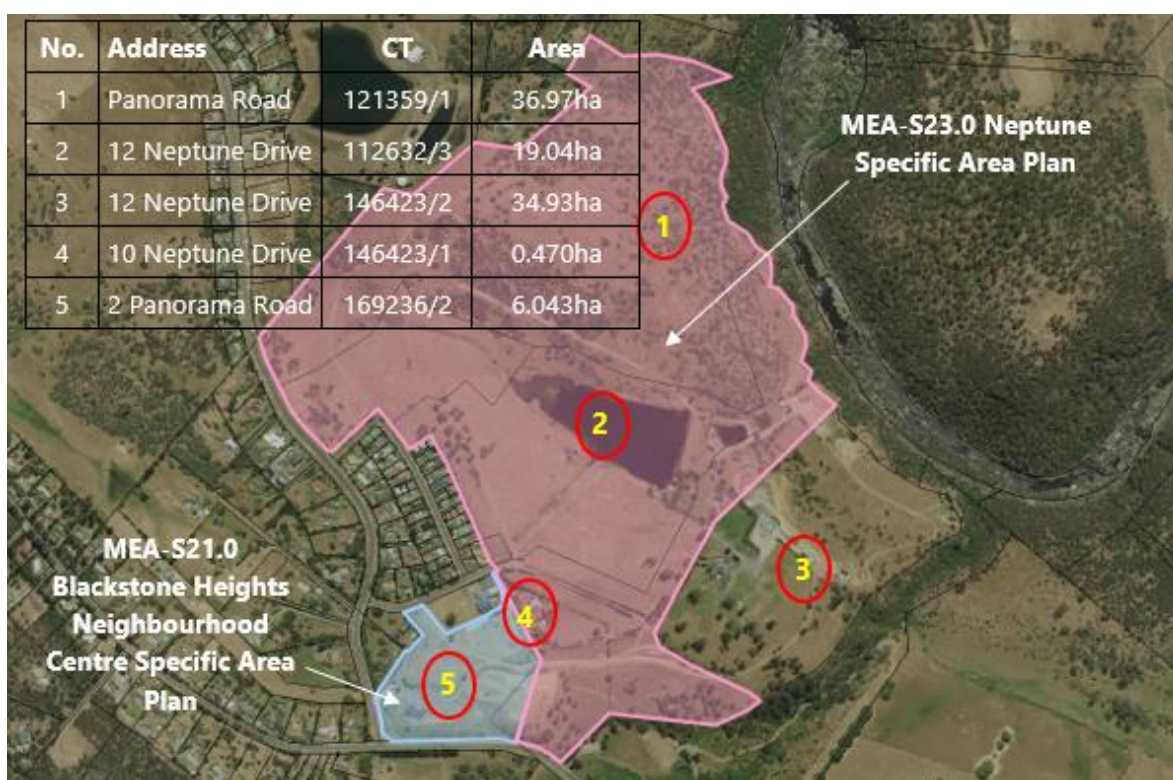 No. Address CT Area
1 Panorama Road 121359/1 36.97ha
2 12 Neptune Drive 112632/3 19.04ha
3 12 Neptune Drive 146423/2 34.93ha
4 10 Neptune Drive 146423/1 0.470ha
5 2 Panorama Road 169236/2 6.043ha
MEA-S23.0 Neptune
Specific Area Plan
1
2
3
4
5
MEA-S21.0
Blackstone Heights
Neighbourhood
Centre Specific Area
Plan